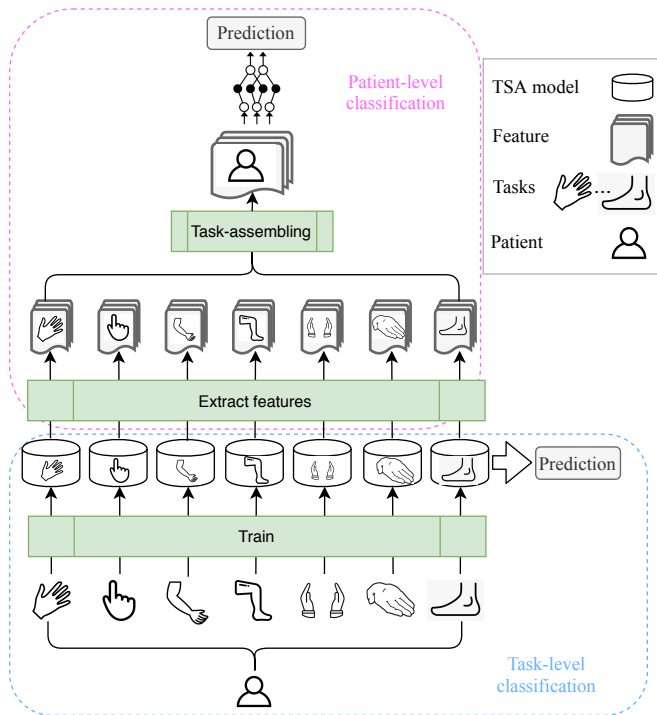 Prediction
Patient-level
classification
TSA model
Feature
Tasks
...
Patient
Task-assembling
Extract features
Prediction
Train
Task-level
classification